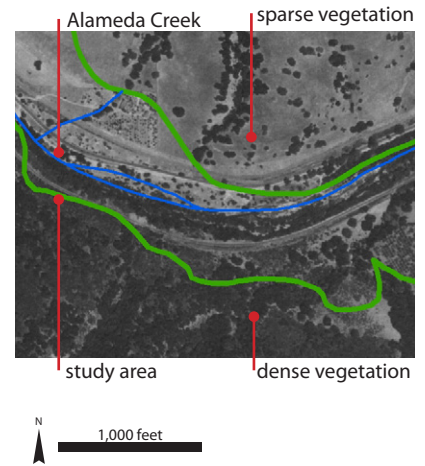 Alameda Creek
sparse vegetation
study area
dense vegetation
N
1,000 feet